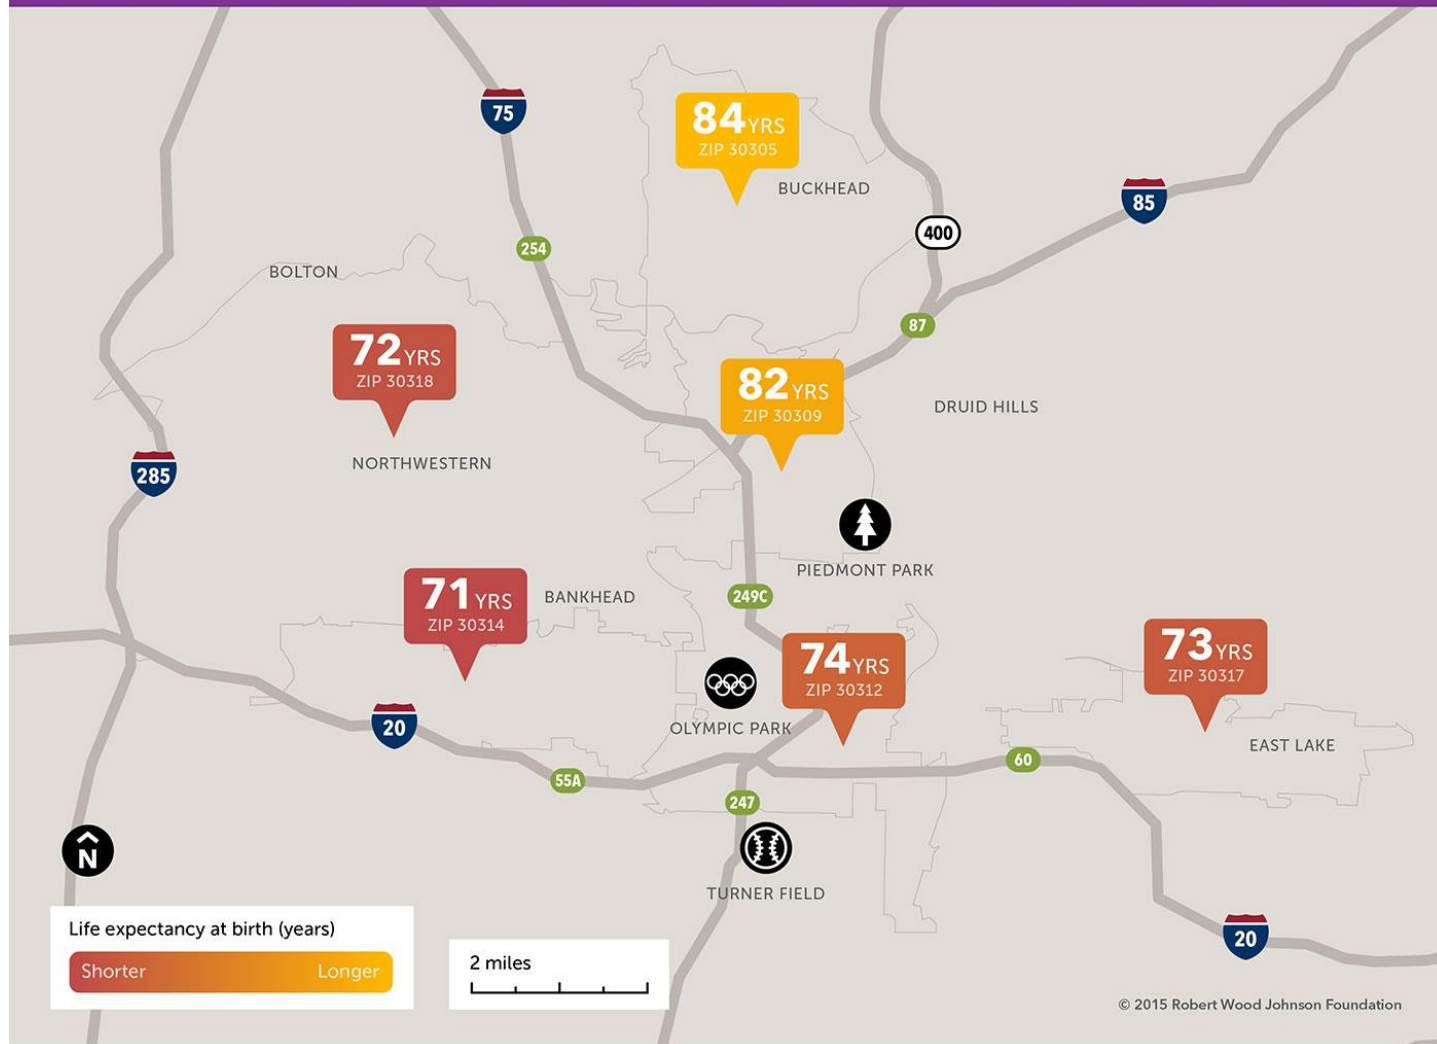 75
84 YRS
ZIP 30305
BUCKHEAD
85
400
254
BOLTON
87
72 YRS
ZIP 30318
82 YRS
ZIP 30309
DRUID HILLS
NORTHWESTERN
285
PIEDMONT PARK
71 YRS
ZIP 30314
BANKHEAD
249C
74 YRS
ZIP 30312
73 YRS
ZIP 30317
20
OLYMPIC PARK
EAST LAKE
60
55A
247
N
TURNER FIELD
20
Life expectancy at birth (years)
Shorter Longer
2 miles
© 2015 Robert Wood Johnson Foundation